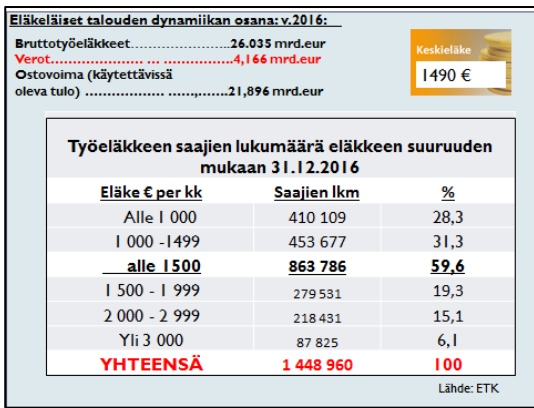 Eläkeläiset talouden dynamiikan osana: v.2016:
Bruttotyöeläkkeet......................26.035 mrd.eur
Verot..................... ... ..................4,166 mrd.eur
Ostovoima (käytettävissä
oleva tulo) .................. ......,.......21,896 mrd.eur
Keskieläke
1490 €
Työeläkkeen saajien lukumäärä eläkkeen suuruuden
mukaan 31.12.2016
Eläke € per kk Saajien lkm %
Alle 1 000 410 109 28,3
1 000 -1499 453 677 31,3
alle 1500 863 786 59,6
1 500 - 1 999 279 531 19,3
2 000 - 2 999 218 431 15,1
Yli 3 000 87 825 6,1
YHTEENSÄ 1 448 960 100
Lähde: ETK